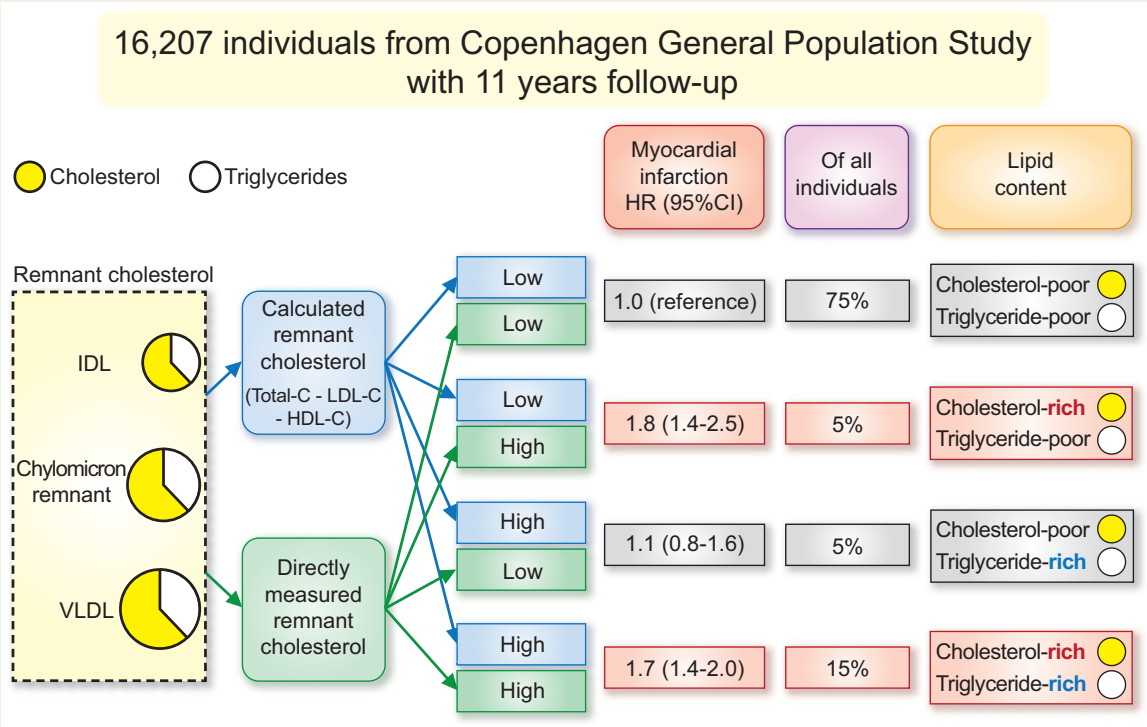 16,207 individuals from Copenhagen General Population Study
with 11 years follow-up
Cholesterol
Triglycerides
Myocardial
infarction
HR (95%CI)
Of all
individuals
Lipid
content
Remnant cholesterol
IDL
Chylomicron
remnant
VLDL
Calculated
remnant
cholesterol
(Total-C - LDL-C
- HDL-C)
Directly
measured
remnant
cholesterol
Low
Low
1.0 (reference)
75%
Cholesterol-poor
Triglyceride-poor
Low
High
1.8 (1.4-2.5)
5%
Cholesterol-rich
Triglyceride-poor
High
Low
1.1 (0.8-1.6)
5%
Cholesterol-poor
Triglyceride-rich
High
High
1.7 (1.4-2.0)
15%
Cholesterol-rich
Triglyceride-rich